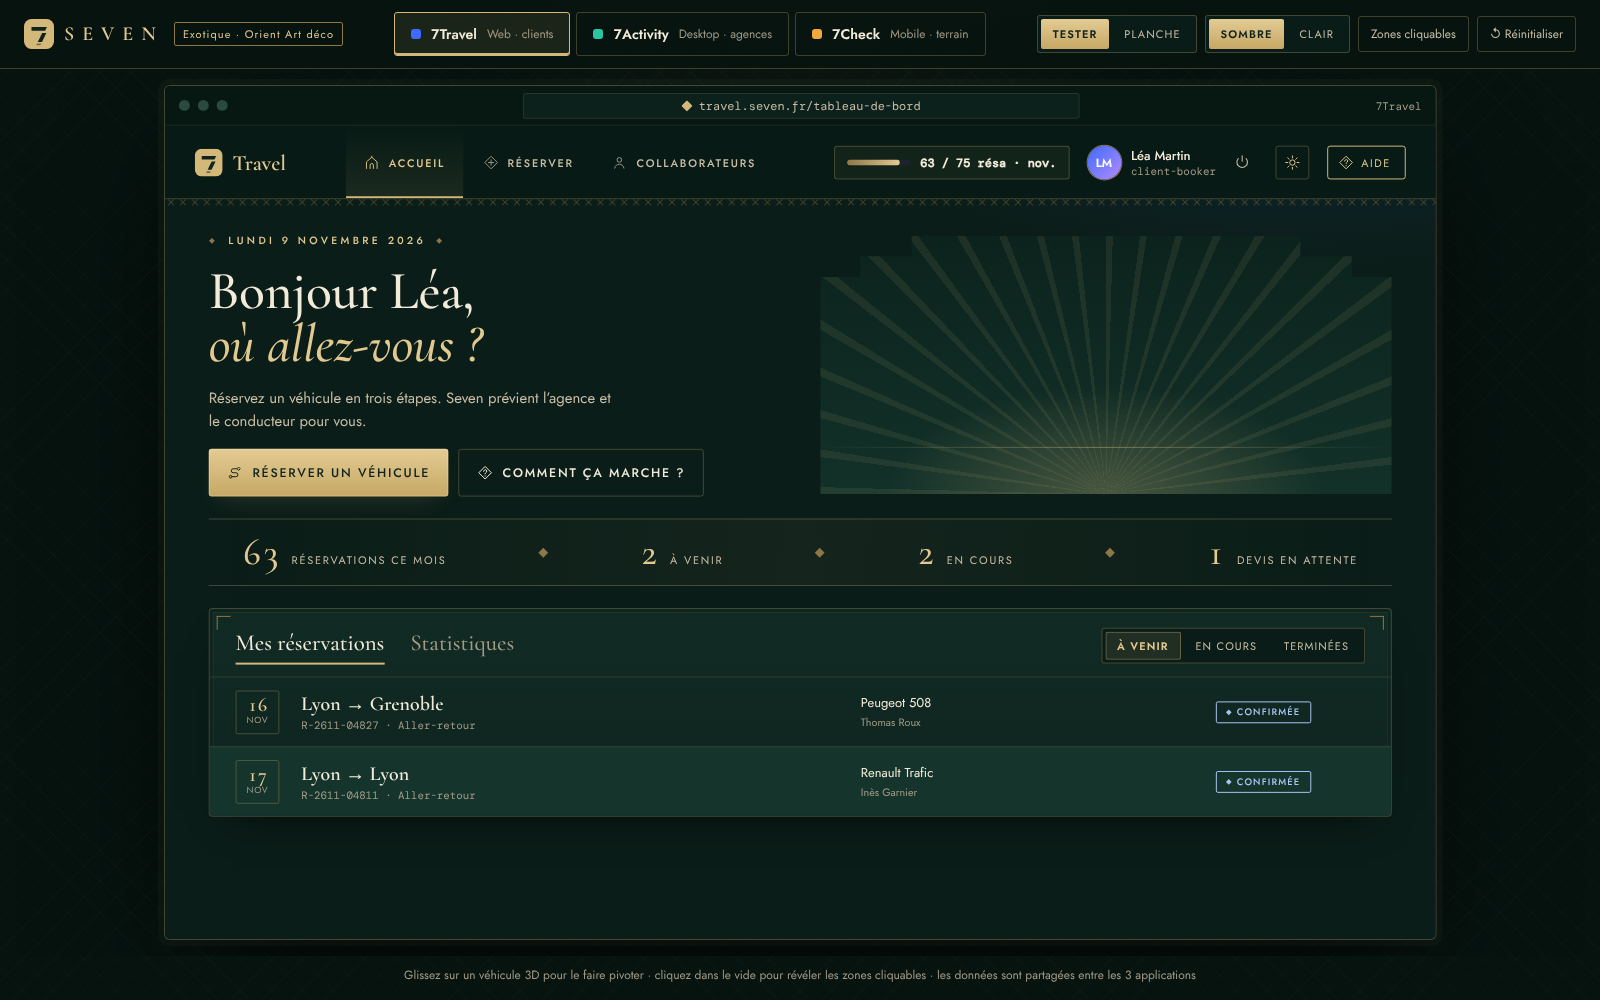 7 SEVEN
Exotique · Orient Art déco
7Travel Web · clients
7Activity Desktop · agences
7Check Mobile · terrain
TESTER PLANCHE
SOMBRE CLAIR
Zones cliquables
↺ Réinitialiser
travel.seven.fr/tableau-de-bord
7Travel
7 Travel
ACCUEIL
RÉSERVER
COLLABORATEURS
63 / 75 résa · nov.
LM
Léa Martin
client-booker
AIDE
LUNDI 9 NOVEMBRE 2026
Bonjour Léa,
où allez-vous ?
Réservez un véhicule en trois étapes. Seven prévient l’agence et
le conducteur pour vous.
RÉSERVER UN VÉHICULE
COMMENT ÇA MARCHE ?
63 RÉSERVATIONS CE MOIS
2 À VENIR
2 EN COURS
1 DEVIS EN ATTENTE
Mes réservations
Statistiques
À VENIR EN COURS TERMINÉES
16
NOV
Lyon → Grenoble
R-2611-04827 · Aller-retour
Peugeot 508
Thomas Roux
CONFIRMÉE
17
NOV
Lyon → Lyon
R-2611-04811 · Aller-retour
Renault Trafic
Inès Garnier
CONFIRMÉE
Glissez sur un véhicule 3D pour le faire pivoter · cliquez dans le vide pour révéler les zones cliquables · les données sont partagées entre les 3 applications